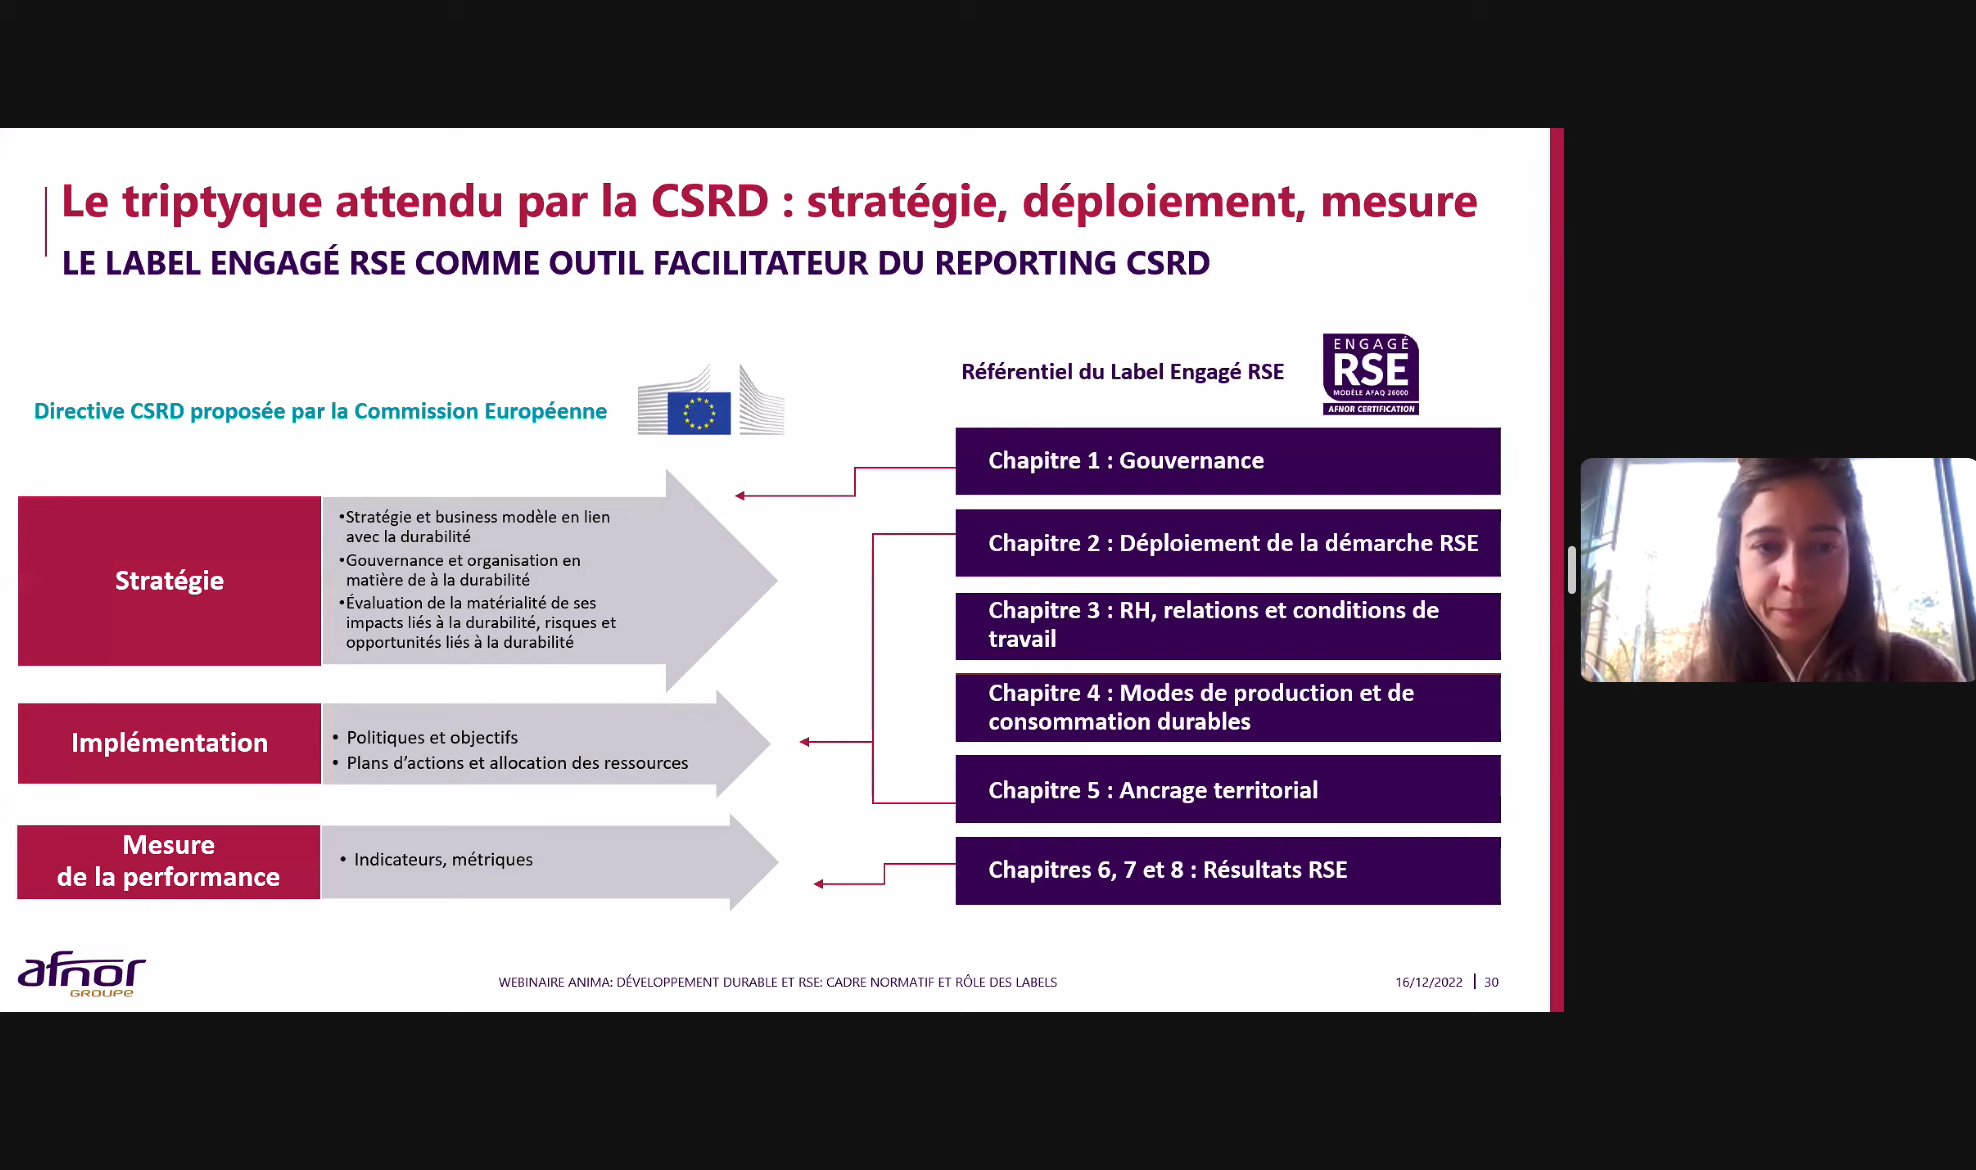 Le triptyque attendu par la CSRD : stratégie, déploiement, mesure
LE LABEL ENGAGÉ RSE COMME OUTIL FACILITATEUR DU REPORTING CSRD
Directive CSRD proposée par la Commission Européenne
Stratégie
•Stratégie et business modèle en lien
avec la durabilité
•Gouvernance et organisation en
matière de à la durabilité
•Évaluation de la matérialité de ses
impacts liés à la durabilité, risques et
opportunités liés à la durabilité
Implémentation
• Politiques et objectifs
• Plans d’actions et allocation des ressources
Mesure
de la performance
• Indicateurs, métriques
Référentiel du Label Engagé RSE
ENGAGÉ
RSE
MODÈLE AFAQ 26000
AFNOR CERTIFICATION
Chapitre 1 : Gouvernance
Chapitre 2 : Déploiement de la démarche RSE
Chapitre 3 : RH, relations et conditions de
travail
Chapitre 4 : Modes de production et de
consommation durables
Chapitre 5 : Ancrage territorial
Chapitres 6, 7 et 8 : Résultats RSE
afnor
GROUPE
WEBINAIRE ANIMA: DÉVELOPPEMENT DURABLE ET RSE: CADRE NORMATIF ET RÔLE DES LABELS
16/12/2022 | 30